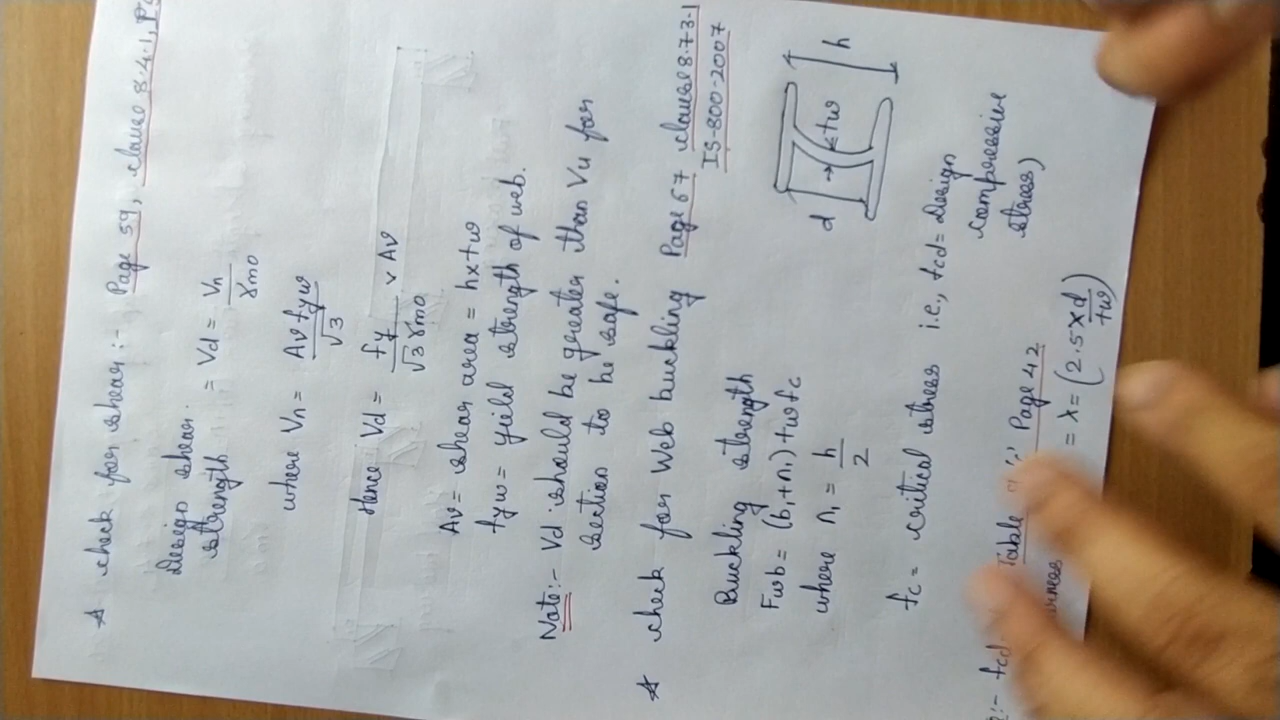 ☆ check for shear :- Page 59, clause 8.4.1,
Design shear
strength = Vd = Vn / γm0
where Vn = Av fyw / √3
Hence Vd = fy / √3 γm0 × Av
Av = shear area = h x tw
fyw = yield strength of web.
Note:- Vd should be greater than Vu for
section to be safe.
☆ check for Web buckling Page 67 clause 8.7.3.1
IS-800-2007
Buckling strength
Fwb = (b1 + n1) tw fc
where n1 = h / 2
d tw h
fc = critical stress i.e., fcd = Design
compressive
stress)
:- fcd Table Page 42
= λ = (2.5 x d / tw)